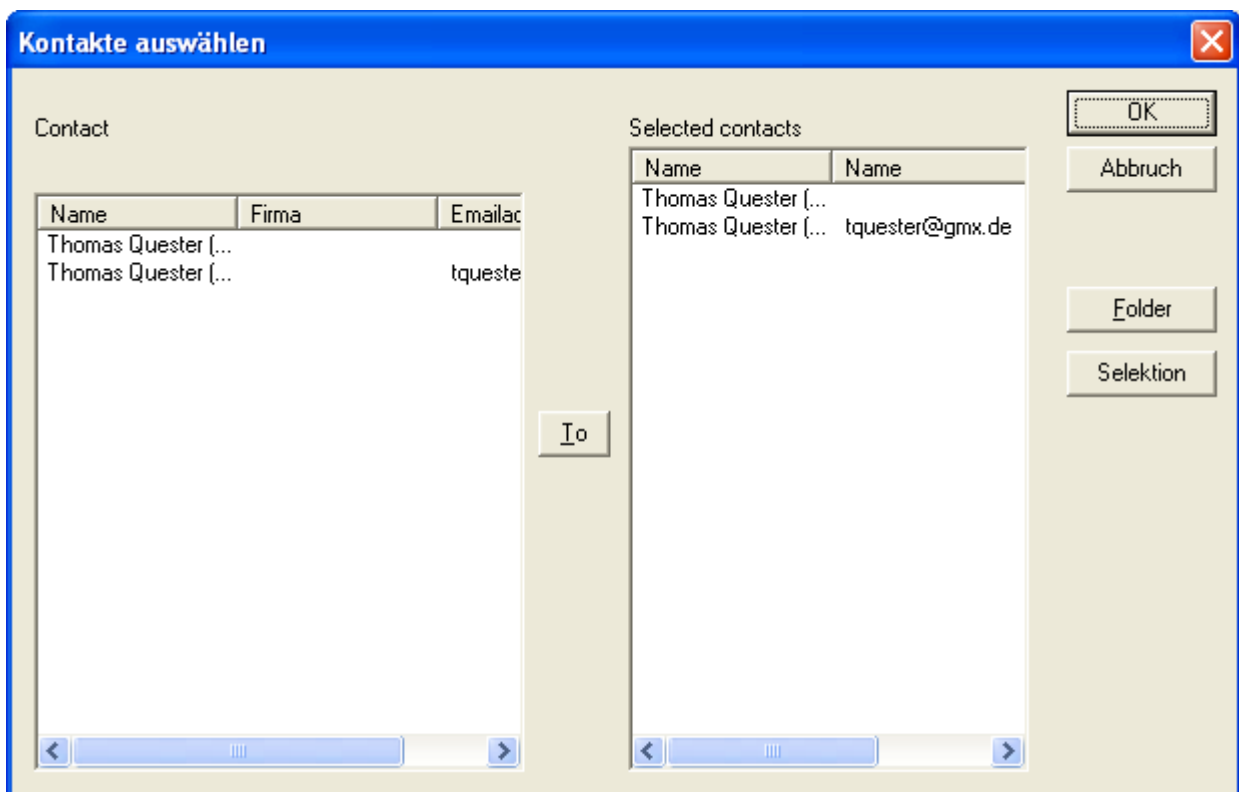 Kontakte auswählen
Contact
Name Firma Emailac
Thomas Quester (...
Thomas Quester (... tqueste
To
Selected contacts
Name Name
Thomas Quester (...
Thomas Quester (... tquester@gmx.de
OK
Abbruch
Folder
Selektion